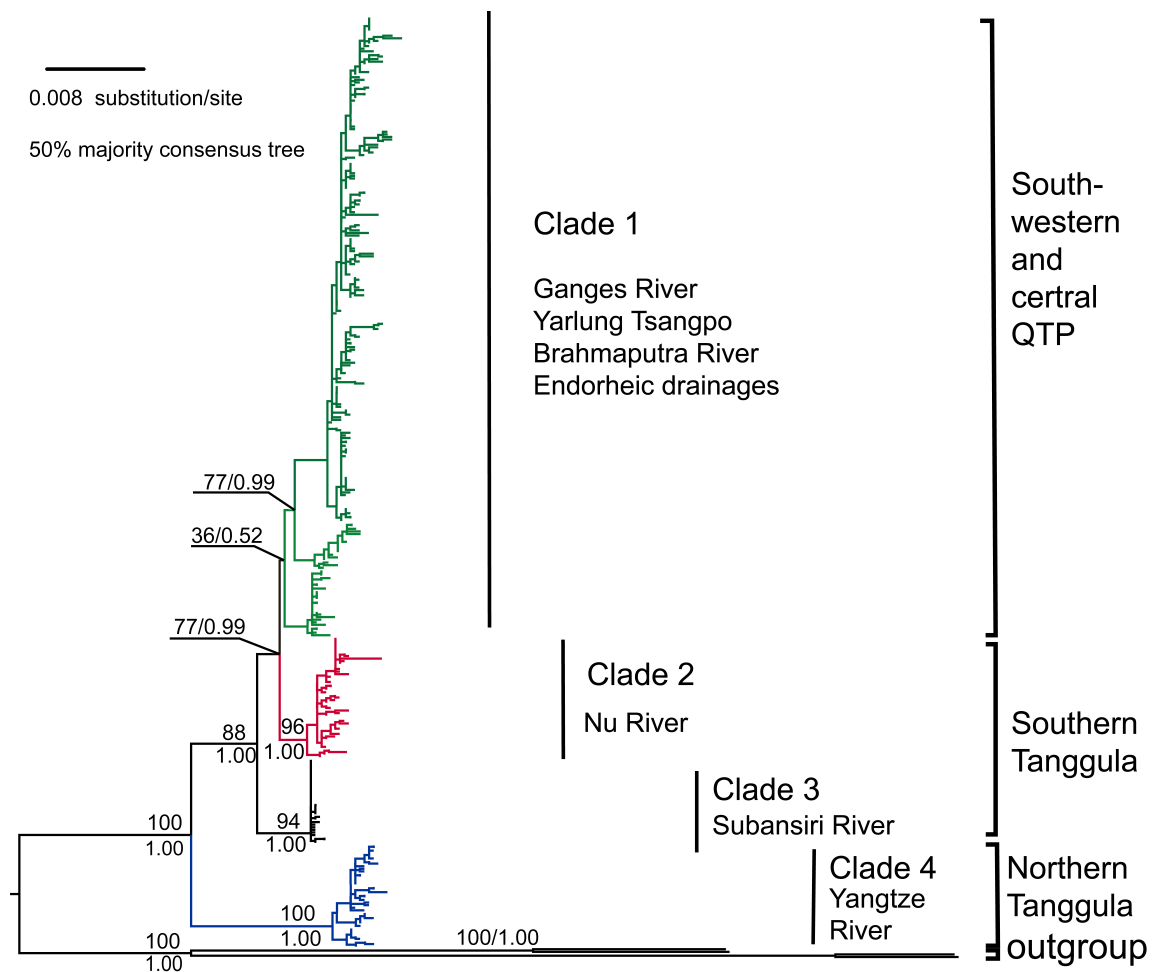 0.008 substitution/site
50% majority consensus tree
Clade 1
Ganges River
Yarlung Tsangpo
Brahmaputra River
Endorheic drainages
South-
western
and
certral
QTP
77/0.99
36/0.52
77/0.99
Clade 2
Nu River
96
1.00
88
1.00
Southern
Tanggula
Clade 3
Subansiri River
94
1.00
100
1.00
Clade 4
Yangtze
River
Northern
Tanggula
100
1.00
100
1.00
100/1.00
outgroup